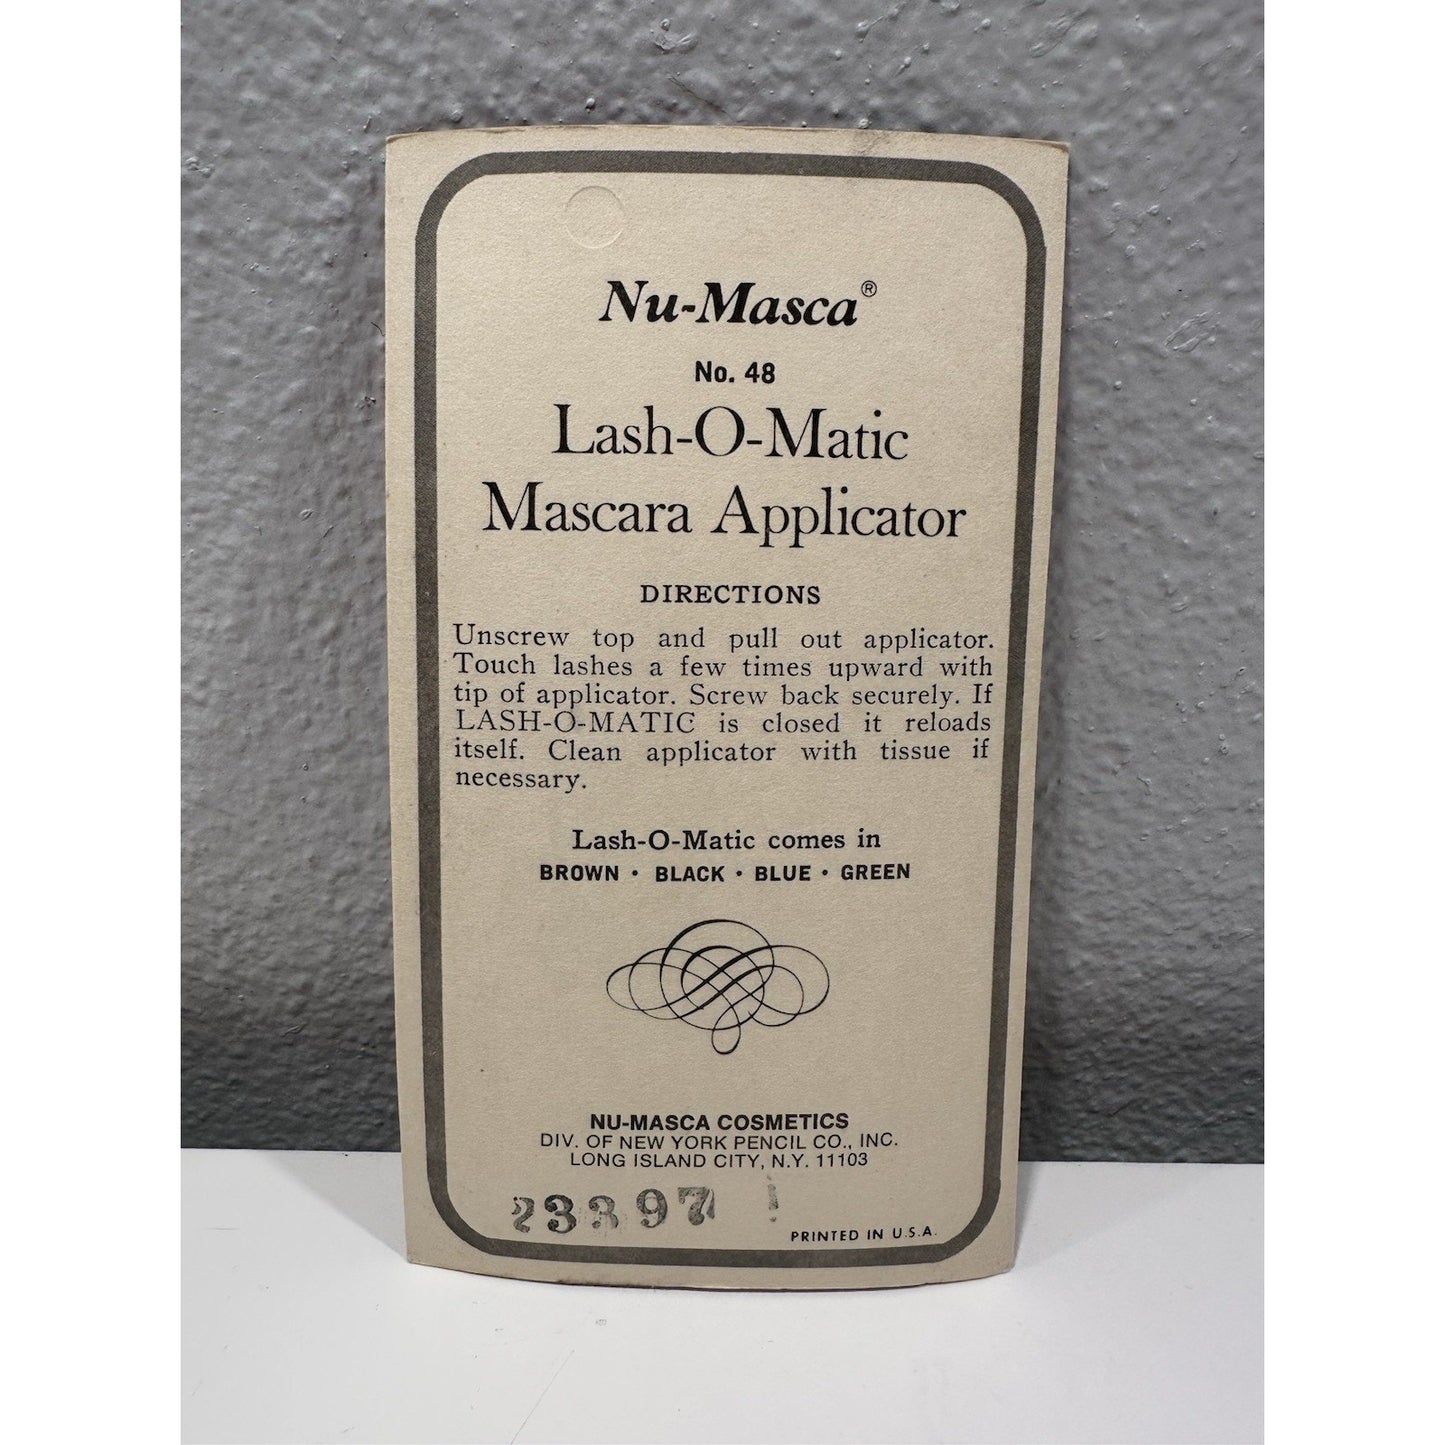 Nu-Masca®
No. 48
Lash-O-Matic
Mascara Applicator
DIRECTIONS
Unscrew top and pull out applicator.
Touch lashes a few times upward with
tip of applicator. Screw back securely. If
LASH-O-MATIC is closed it reloads
itself. Clean applicator with tissue if
necessary.
Lash-O-Matic comes in
BROWN • BLACK • BLUE • GREEN
NU-MASCA COSMETICS
DIV. OF NEW YORK PENCIL CO., INC.
LONG ISLAND CITY, N.Y. 11103
PRINTED IN U.S.A.